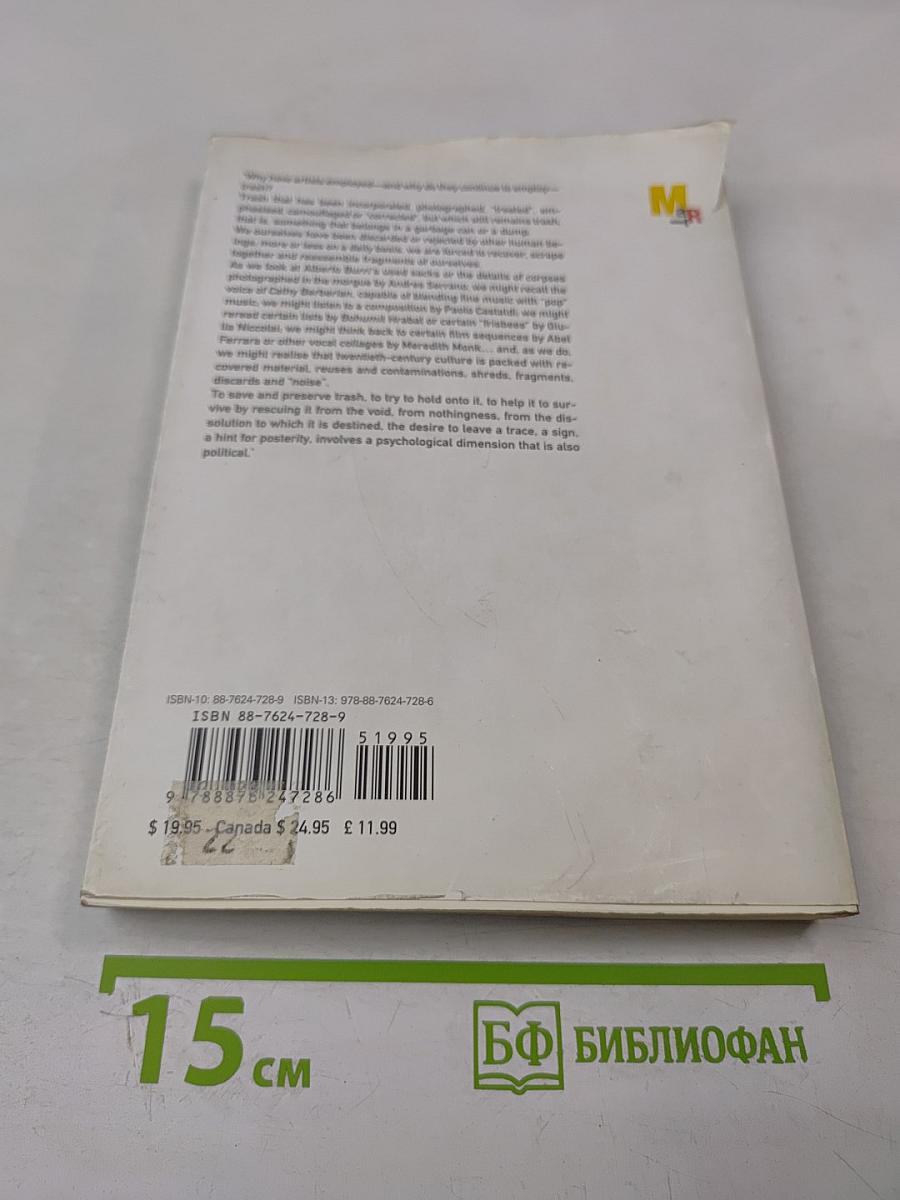 "Why have artists employed—and why do they continue to employ—
trash?
Trash that has been incorporated, photographed, "treated", em-
phasised, camouflaged or "corrected", but which still remains trash,
that is, something that belongs in a garbage can or a dump.
We ourselves have been discarded or rejected by other human be-
ings, more or less on a daily basis, we are forced to recover, scrape
together and reassemble fragments of ourselves.
As we look at Alberto Burri's used sacks or the details of corpses
photographed in the morgue by Andres Serrano, we might recall the
voice of Cathy Berberian, capable of blending fine music with "pop"
music, we might listen to a composition by Paolo Castaldi, we might
reread certain lists by Bohumil Hrabal or certain "frisbees" by Giu-
lia Niccolai, we might think back to certain film sequences by Abel
Ferrara or other vocal collages by Meredith Monk... and, as we do,
we might realise that twentieth-century culture is packed with re-
covered material, reuses and contaminations, shreds, fragments,
discards and "noise".
To save and preserve trash, to try to hold onto it, to help it to sur-
vive by rescuing it from the void, from nothingness, from the dis-
solution to which it is destined, the desire to leave a trace, a sign,
a hint for posterity, involves a psychological dimension that is also
political."
ISBN-10: 88-7624-728-9 ISBN-13: 978-88-7624-728-6
ISBN 88-7624-728-9
51995
9 788876 247286
$ 19.95 - Canada $ 24.95 £ 11.99
22
15 см
БФ БИБЛИОФАН